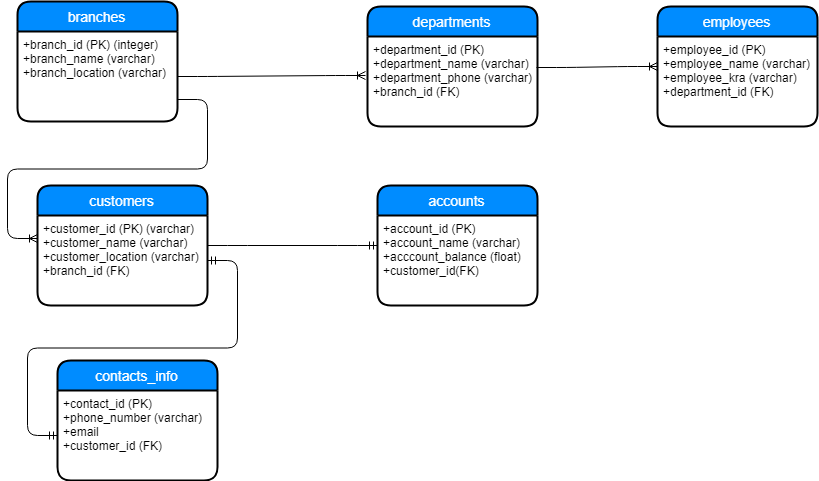 branches
+branch_id (PK) (integer)
+branch_name (varchar)
+branch_location (varchar)
departments
+department_id (PK)
+department_name (varchar)
+department_phone (varchar)
+branch_id (FK)
employees
+employee_id (PK)
+employee_name (varchar)
+employee_kra (varchar)
+department_id (FK)
customers
+customer_id (PK) (varchar)
+customer_name (varchar)
+customer_location (varchar)
+branch_id (FK)
accounts
+account_id (PK)
+account_name (varchar)
+acccount_balance (float)
+customer_id(FK)
contacts_info
+contact_id (PK)
+phone_number (varchar)
+email
+customer_id (FK)